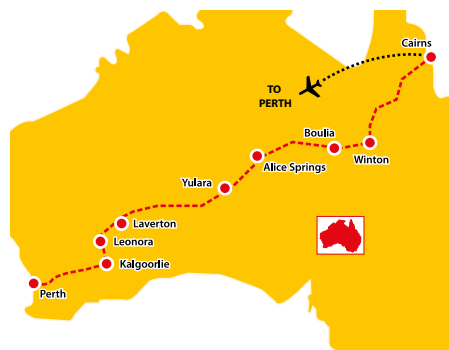 Cairns
TO
PERTH
Boulia
Winton
Alice Springs
Yulara
Laverton
Leonora
Kalgoorlie
Perth